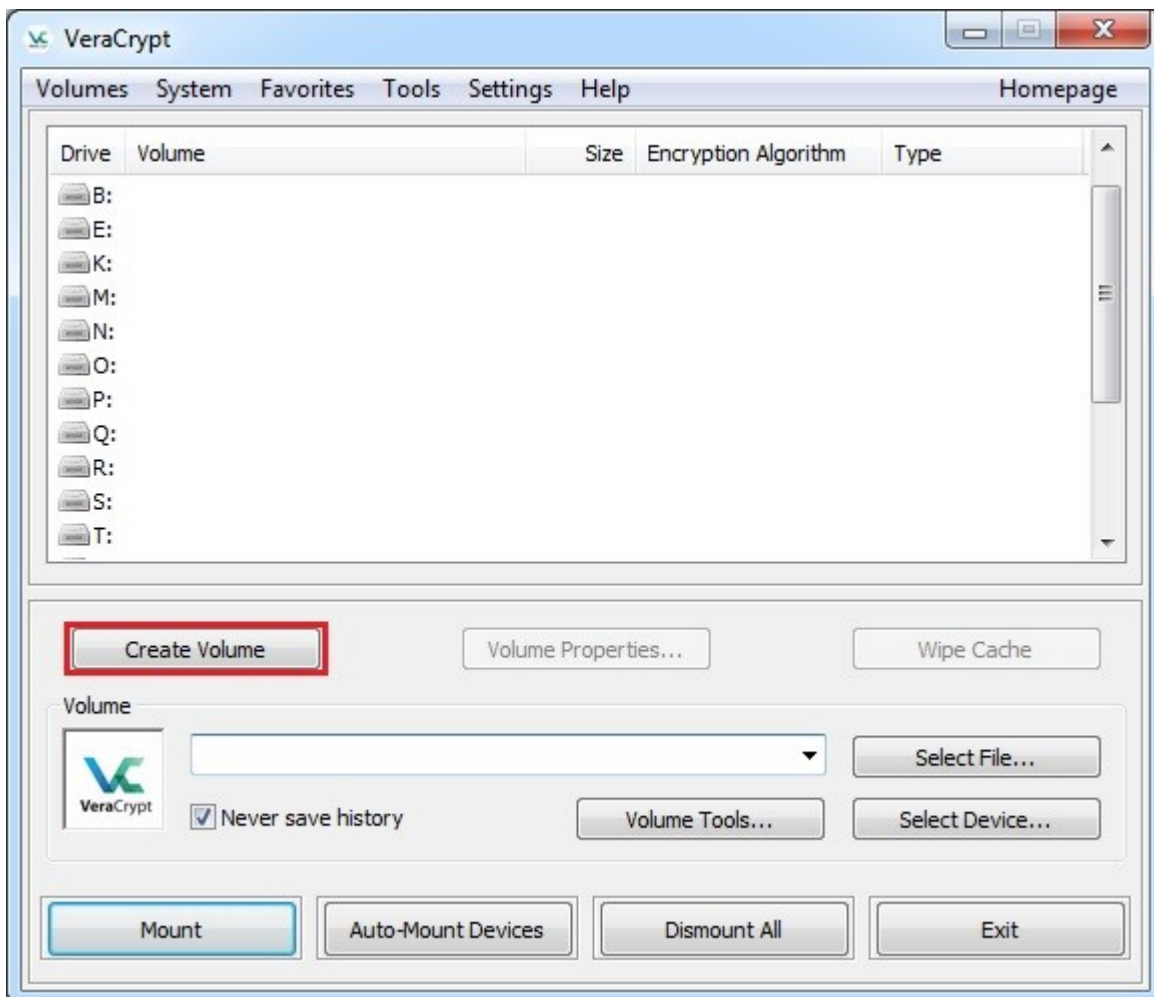 VeraCrypt
Volumes System Favorites Tools Settings Help Homepage
Drive Volume Size Encryption Algorithm Type
B:
E:
K:
M:
N:
O:
P:
Q:
R:
S:
T:
Create Volume Volume Properties... Wipe Cache
Volume
VeraCrypt
Select File...
Never save history Volume Tools... Select Device...
Mount Auto-Mount Devices Dismount All Exit